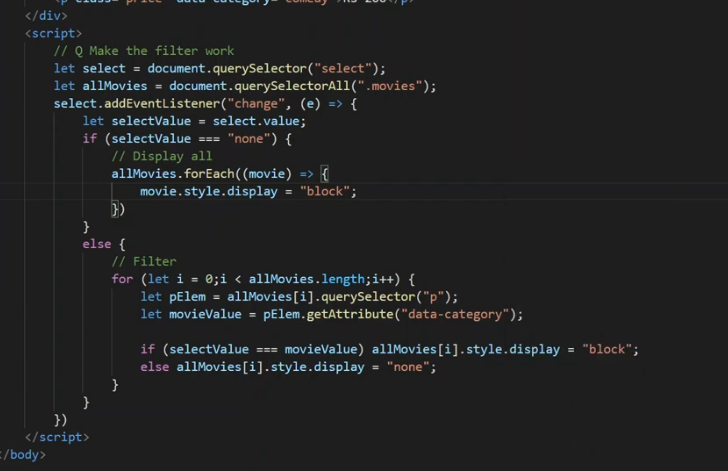 <p class="price" data-category="comedy">Rs 200</p>
</div>
<script>
// Q Make the filter work
let select = document.querySelector("select");
let allMovies = document.querySelectorAll(".movies");
select.addEventListener("change", (e) => {
let selectValue = select.value;
if (selectValue === "none") {
// Display all
allMovies.forEach((movie) => {
movie.style.display = "block";
})
}
else {
// Filter
for (let i = 0;i < allMovies.length;i++) {
let pElem = allMovies[i].querySelector("p");
let movieValue = pElem.getAttribute("data-category");
if (selectValue === movieValue) allMovies[i].style.display = "block";
else allMovies[i].style.display = "none";
}
}
})
</script>
</body>